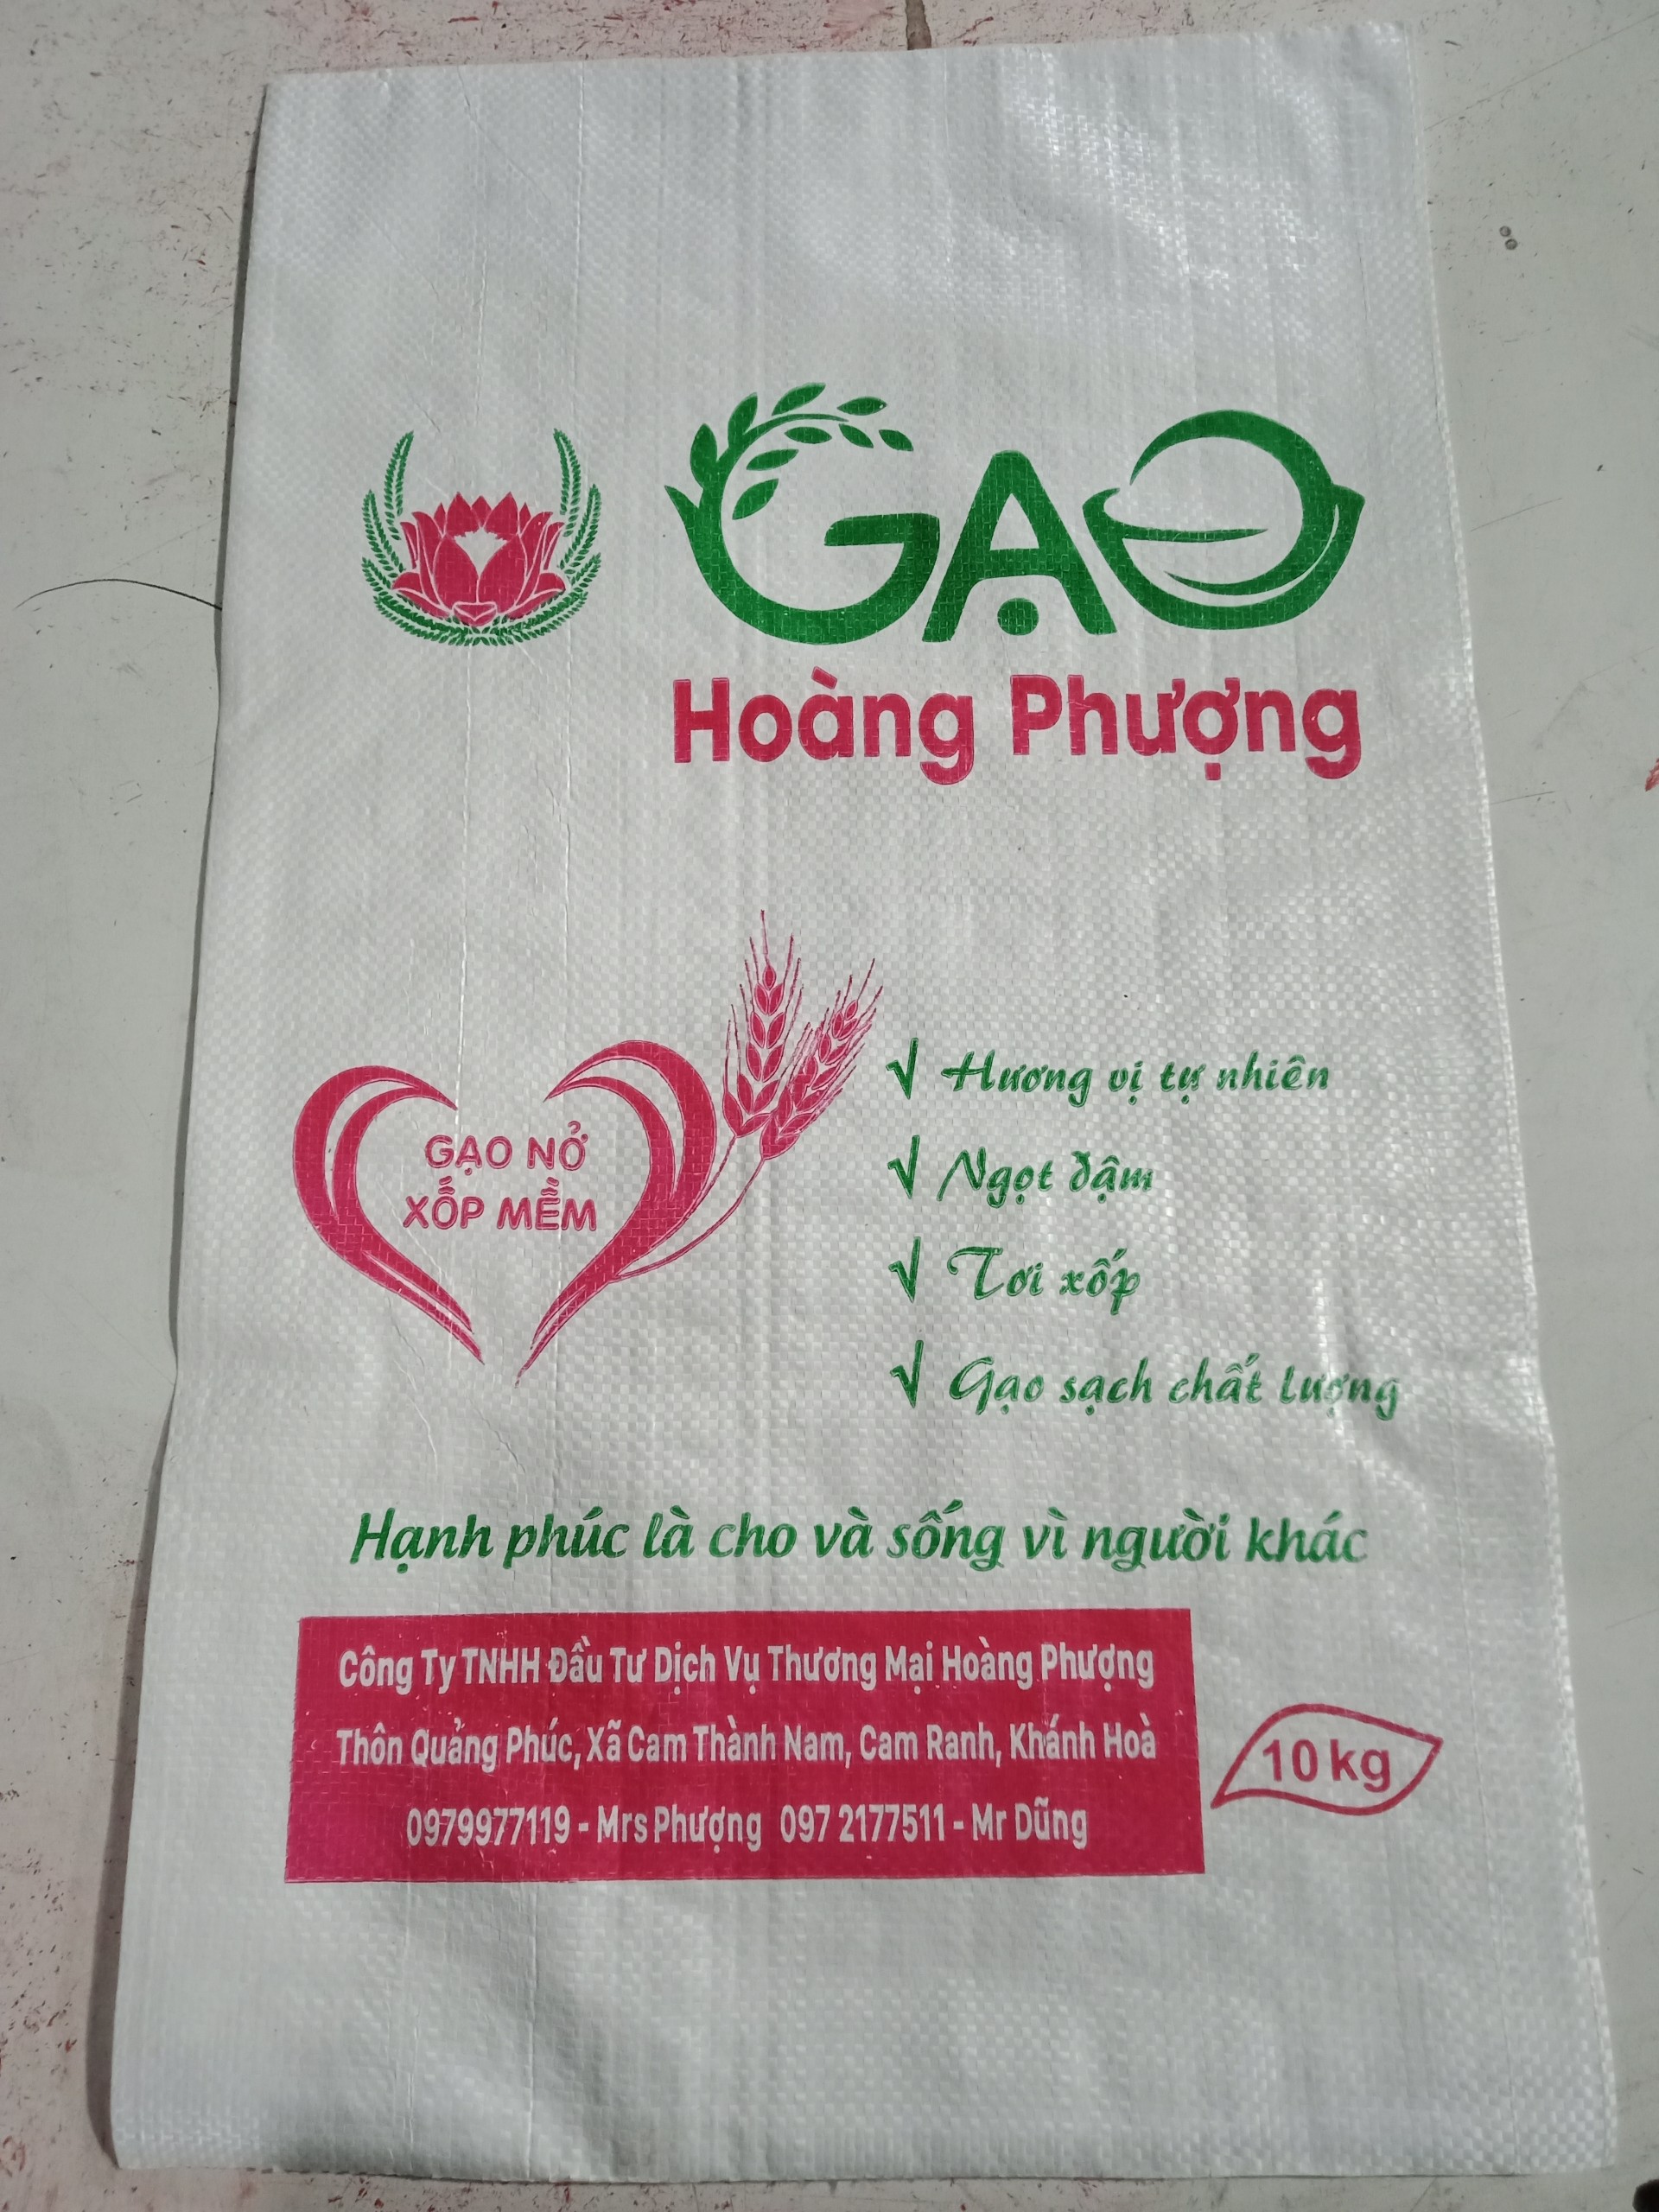 GẠO
Hoàng Phượng
GẠO NỞ
XỐP MỀM
√ Hương vị tự nhiên
√ Ngọt đậm
√ Tơi xốp
√ Gạo sạch chất lượng
Hạnh phúc là cho và sống vì người khác
Công Ty TNHH Đầu Tư Dịch Vụ Thương Mại Hoàng Phượng
Thôn Quảng Phúc, Xã Cam Thành Nam, Cam Ranh, Khánh Hoà
0979977119 - Mrs Phượng 097 2177511 - Mr Dũng
10 kg